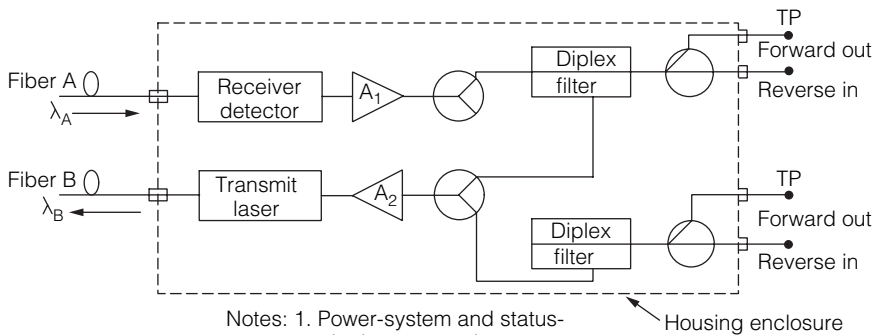 TP
Forward out
Reverse in
Fiber A
λA
Receiver
detector
A1
Diplex
filter
Fiber B
λB
Transmit
laser
A2
Diplex
filter
TP
Forward out
Reverse in
Notes: 1. Power-system and status-
Housing enclosure